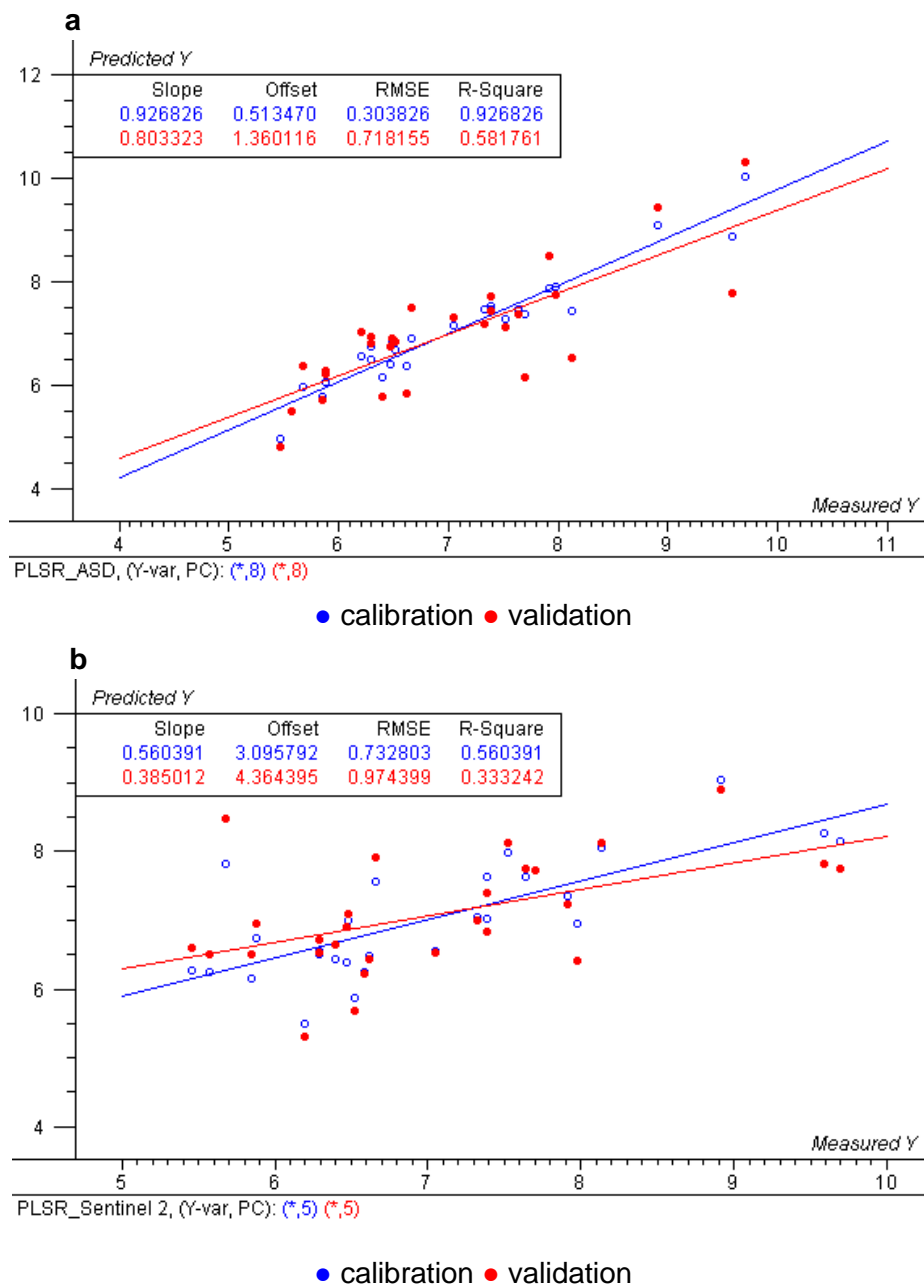 a
Predicted Y
12
Slope Offset RMSE R-Square
0.926826 0.513470 0.303826 0.926826
0.803323 1.360116 0.718155 0.581761
10
8
6
4
Measured Y
4 5 6 7 8 9 10 11
PLSR_ASD, (Y-var, PC): (*,8) (*,8)
● calibration ● validation
b
Predicted Y
10
Slope Offset RMSE R-Square
0.560391 3.095792 0.732803 0.560391
0.385012 4.364395 0.974399 0.333242
8
6
4
Measured Y
5 6 7 8 9 10
PLSR_Sentinel 2, (Y-var, PC): (*,5) (*,5)
● calibration ● validation